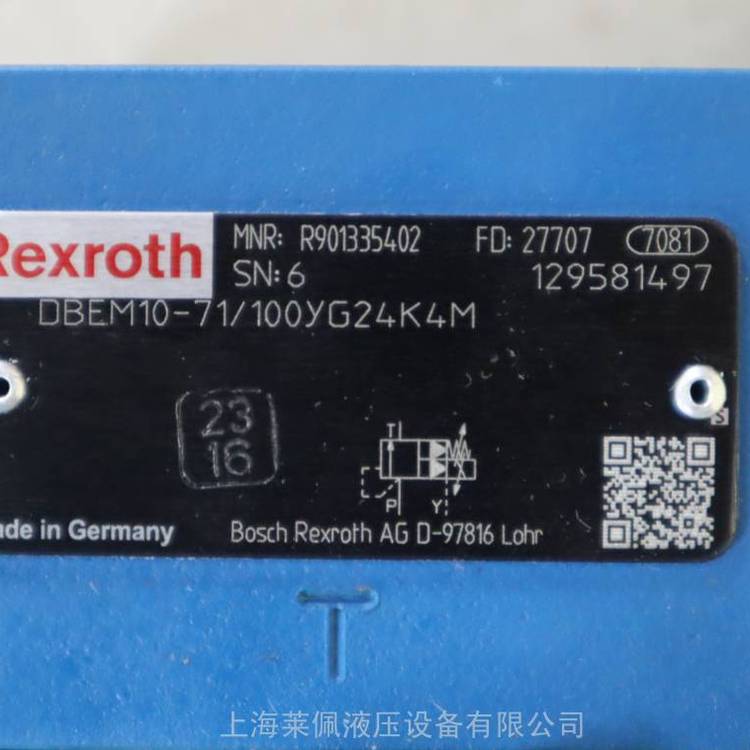 Rexroth
MNR: R901335402 FD: 27707 7081
SN: 6 129581497
DBEM10-71/100YG24K4M
23
16
T
P Y
S
ade in Germany
Bosch Rexroth AG D-97816 Lohr
T
上海莱佩液压设备有限公司